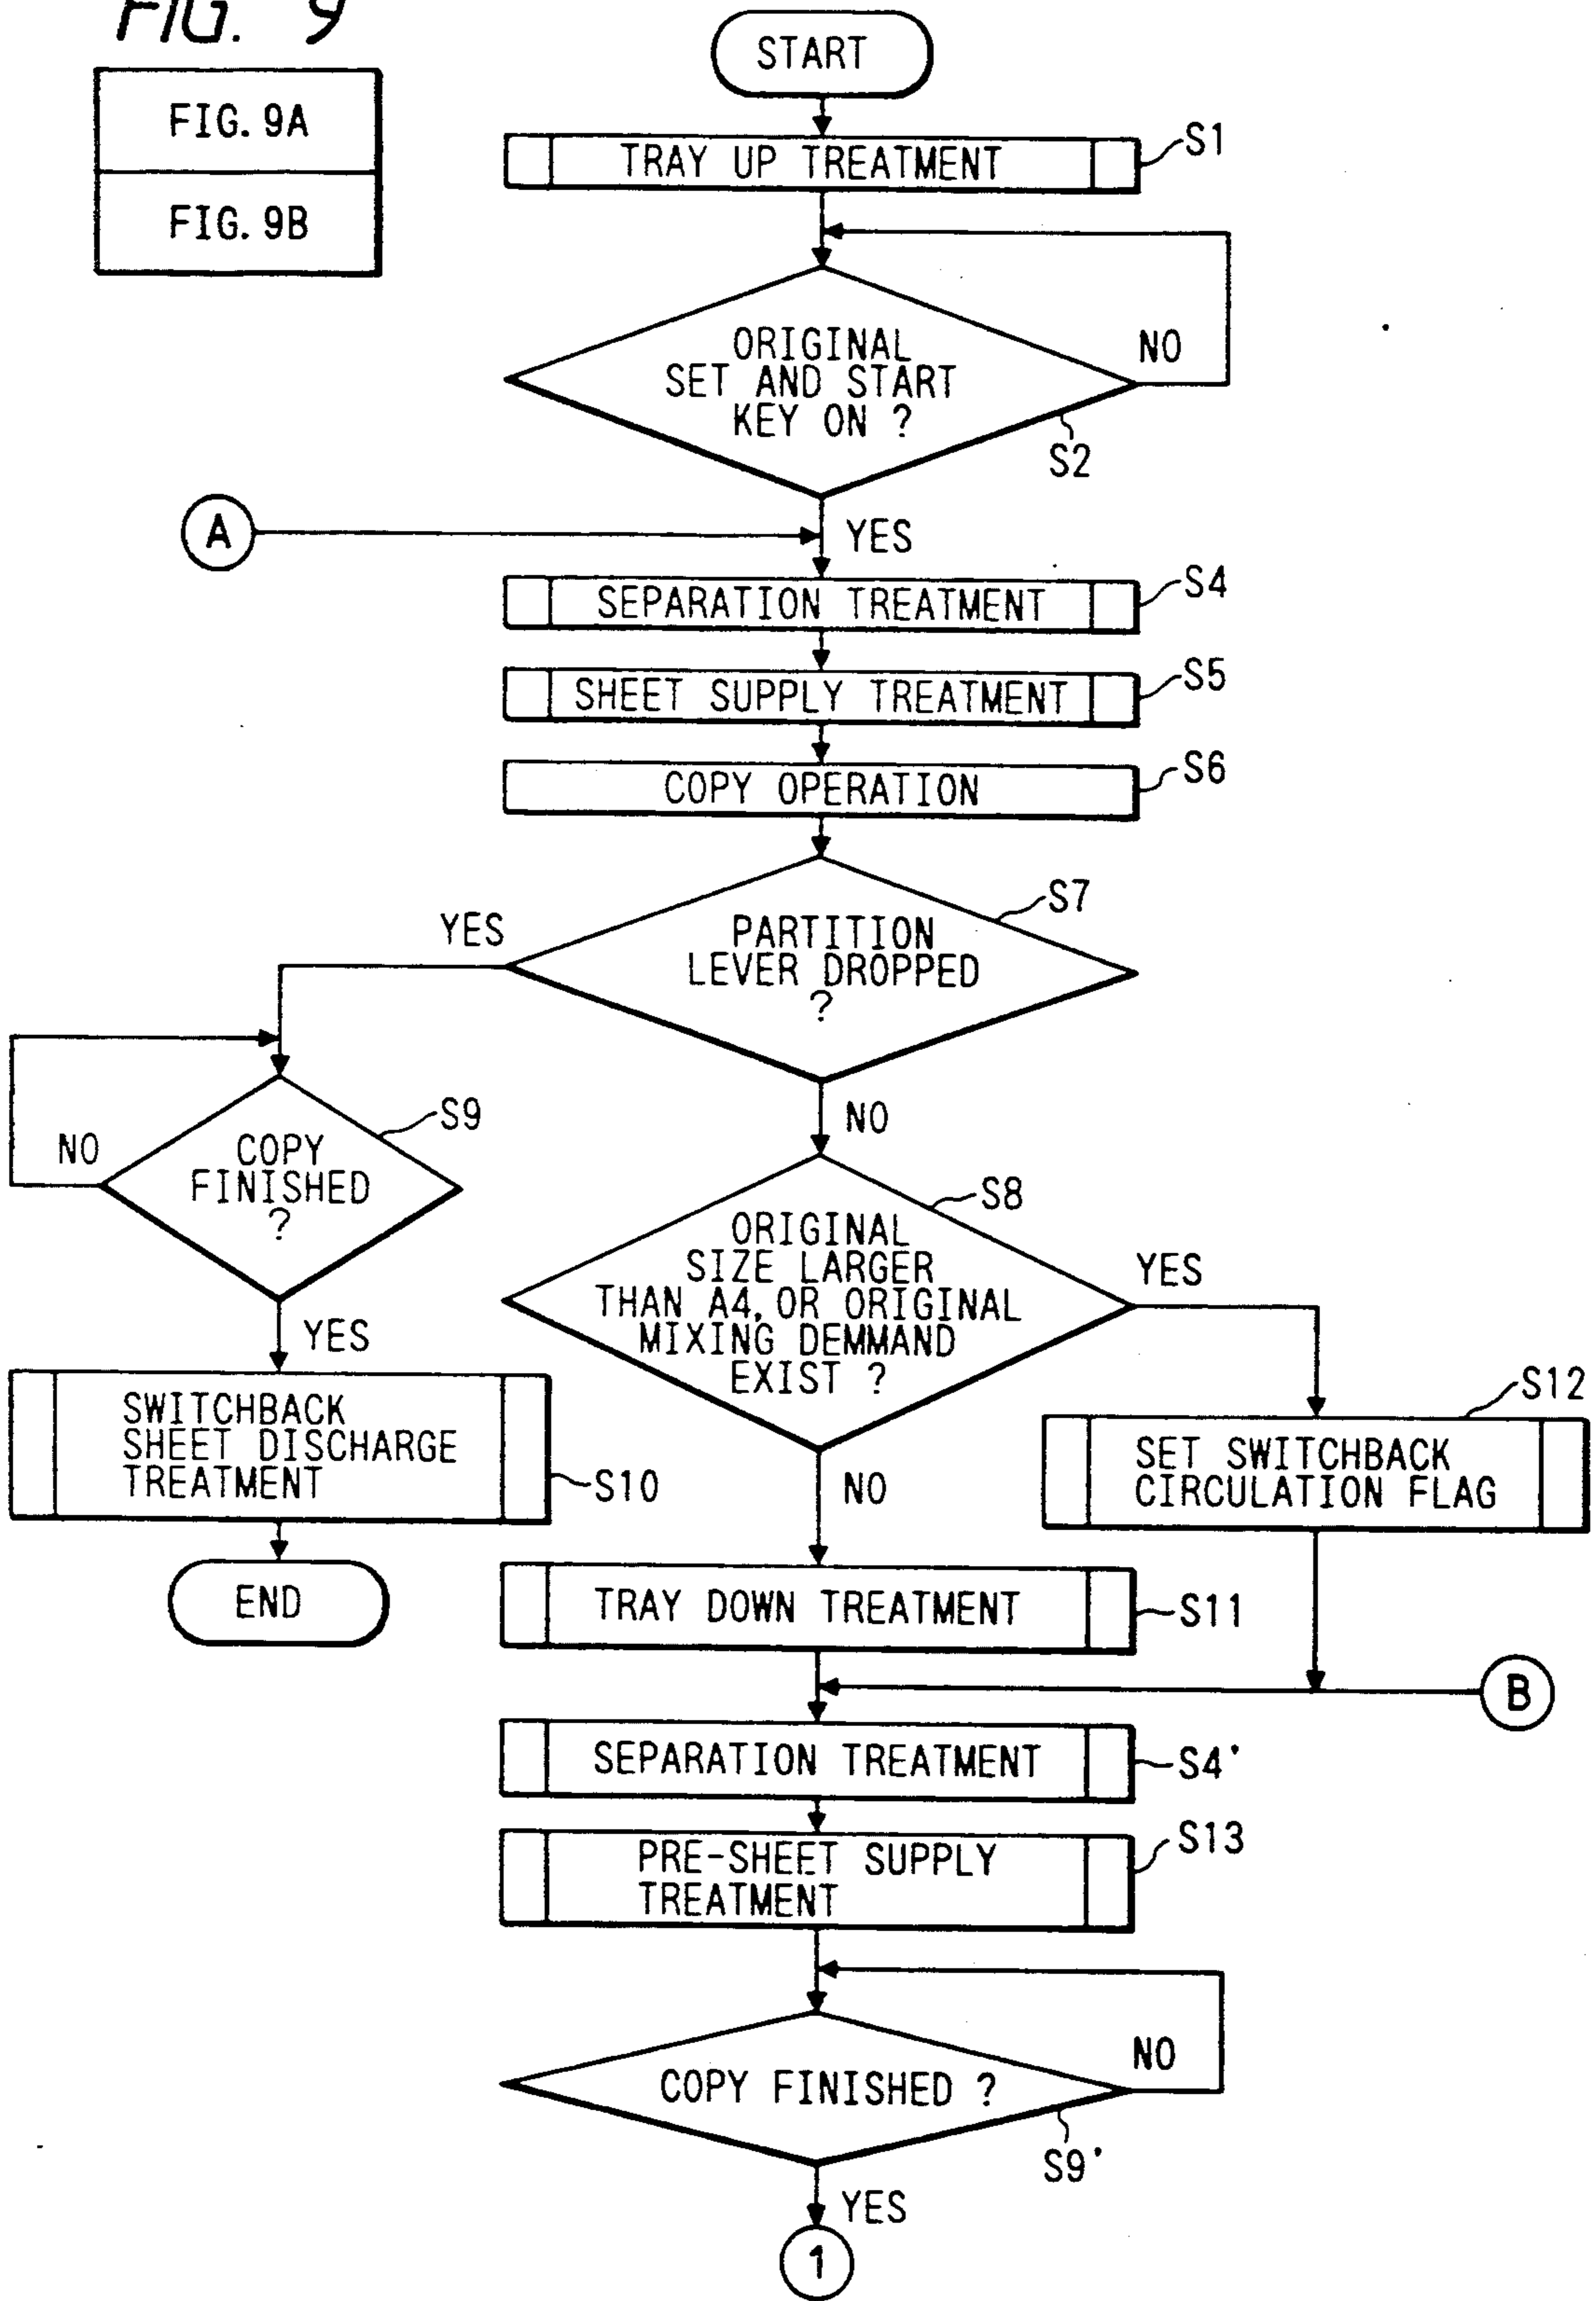 FIG. 9
FIG. 9A
FIG. 9B
START
TRAY UP TREATMENT
S1
ORIGINAL
SET AND START
KEY ON ?
NO
S2
A
YES
SEPARATION TREATMENT
S4
SHEET SUPPLY TREATMENT
S5
COPY OPERATION
S6
PARTITION
LEVER DROPPED
?
S7
YES
NO
COPY
FINISHED
?
S9
NO
YES
ORIGINAL
SIZE LARGER
THAN A4, OR ORIGINAL
MIXING DEMMAND
EXIST ?
S8
YES
NO
SWITCHBACK
SHEET DISCHARGE
TREATMENT
S10
END
SET SWITCHBACK
CIRCULATION FLAG
S12
TRAY DOWN TREATMENT
S11
B
SEPARATION TREATMENT
S4'
PRE-SHEET SUPPLY
TREATMENT
S13
COPY FINISHED ?
NO
S9'
YES
1